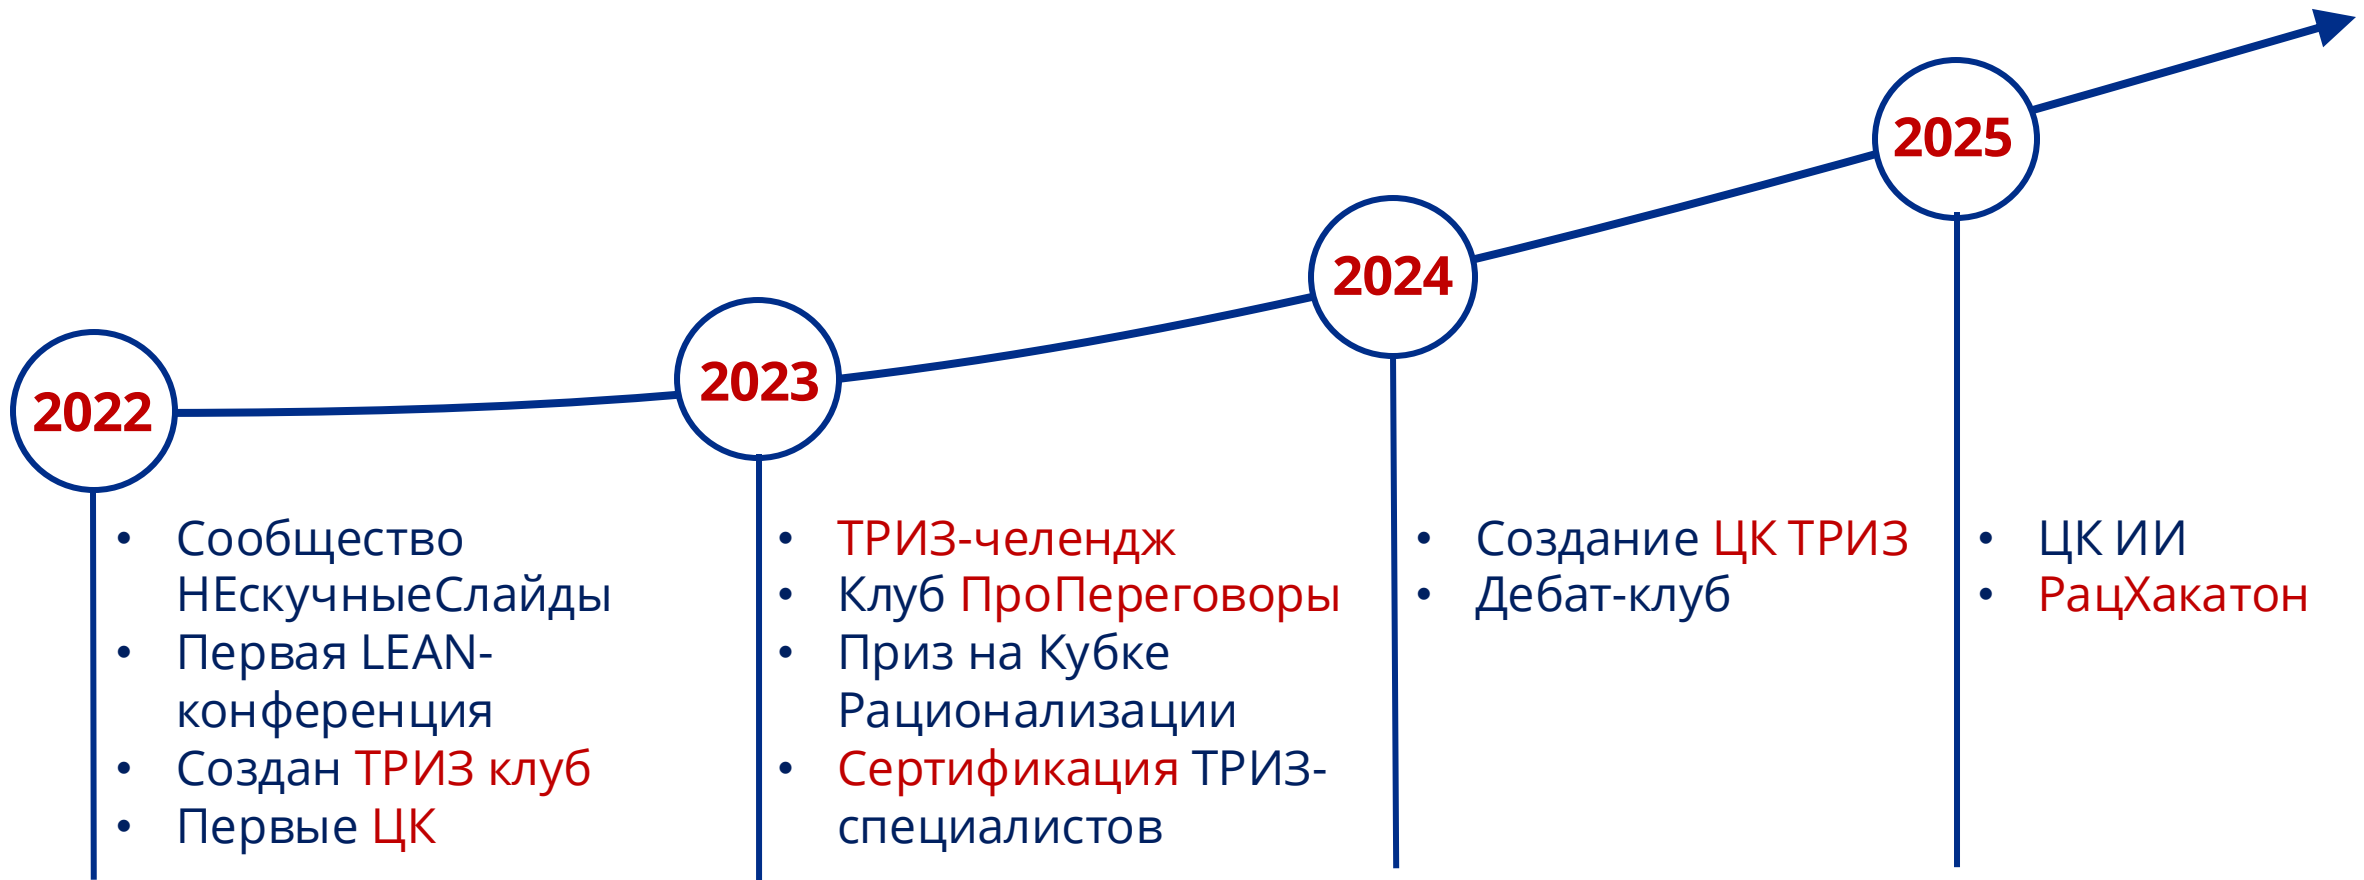 2022
• Сообщество
НЕскучныеСлайды
• Первая LEAN-
конференция
• Создан ТРИЗ клуб
• Первые ЦК
2023
• ТРИЗ-челендж
• Клуб ПроПереговоры
• Приз на Кубке
Рационализации
• Сертификация ТРИЗ-
специалистов
2024
• Создание ЦК ТРИЗ
• Дебат-клуб
2025
• ЦК ИИ
• РацХакатон